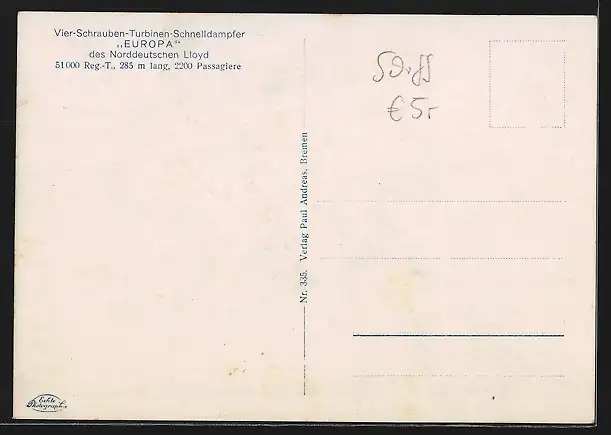 Vier-Schrauben-Turbinen-Schnelldampfer
„EUROPA“
des Norddeutschen Lloyd
51000 Reg.-T., 285 m lang, 2200 Passagiere
€ 5,-
Nr. 335. Verlag Paul Andreas, Bremen
Echte
Photographie